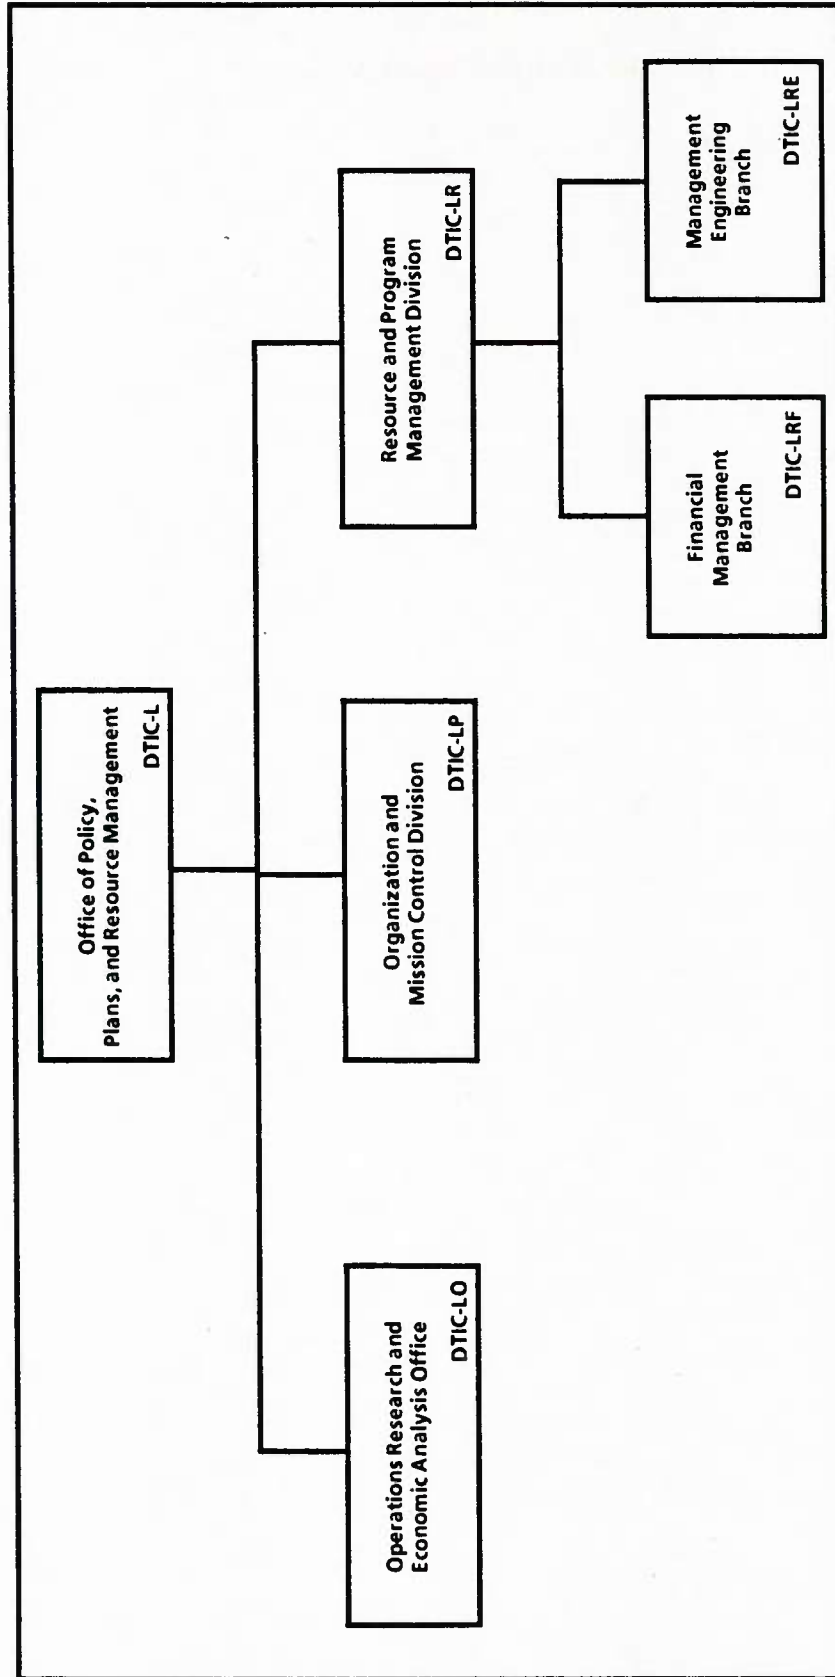 Office of Policy,
Plans, and Resource Management
DTIC-L
Operations Research and
Economic Analysis Office
DTIC-LO
Organization and
Mission Control Division
DTIC-LP
Resource and Program
Management Division
DTIC-LR
Financial
Management
Branch
DTIC-LRF
Management
Engineering
Branch
DTIC-LRE